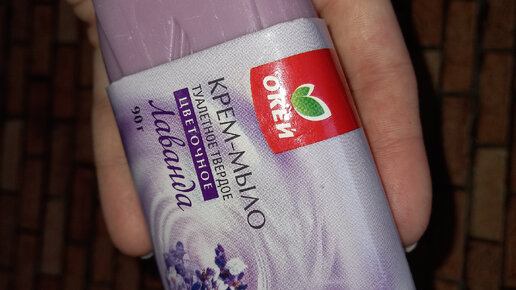 ОКЕЙ
КРЕМ-МЫЛО
ТУАЛЕТНОЕ ТВЕРДОЕ
ЦВЕТОЧНОЕ
Лаванда
90 г